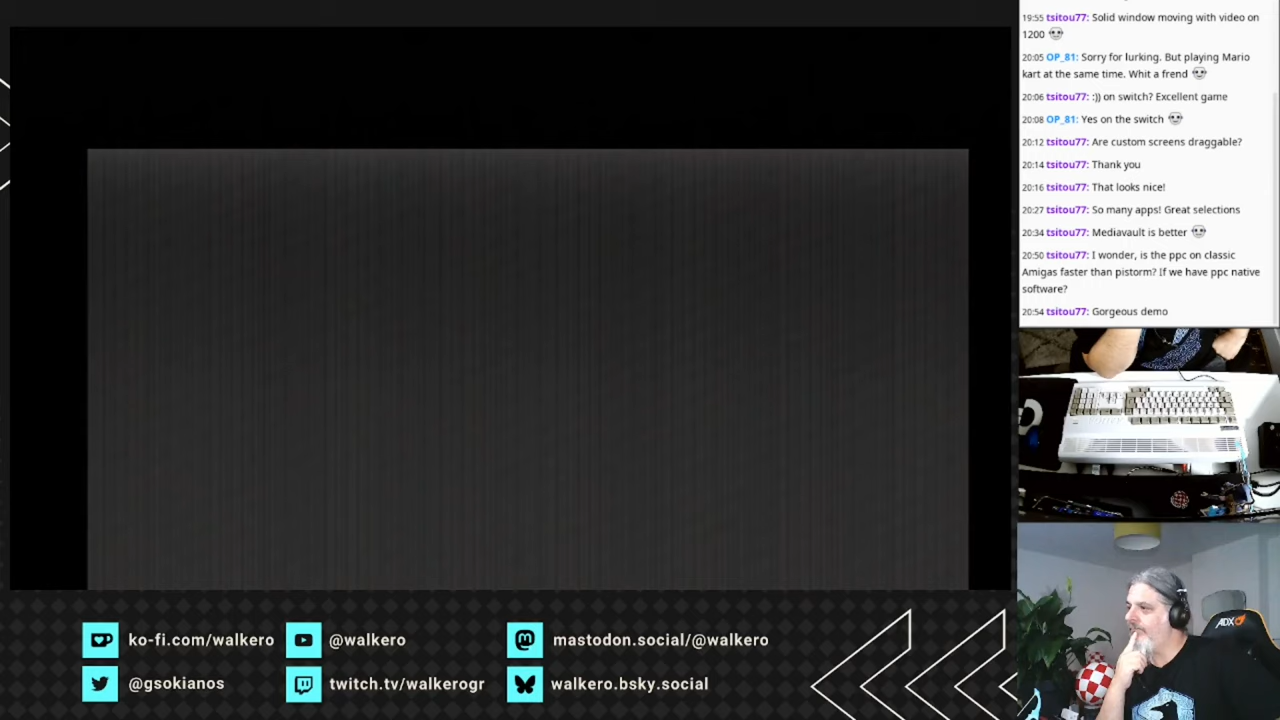 19:55 tsitou77: Solid window moving with video on
1200
20:05 OP_81: Sorry for lurking. But playing Mario
kart at the same time. Whit a frend
20:06 tsitou77: :)) on switch? Excellent game
20:08 OP_81: Yes on the switch
20:12 tsitou77: Are custom screens draggable?
20:14 tsitou77: Thank you
20:16 tsitou77: That looks nice!
20:27 tsitou77: So many apps! Great selections
20:34 tsitou77: Mediavault is better
20:50 tsitou77: I wonder, is the ppc on classic
Amigas faster than pistorm? If we have ppc native
software?
20:54 tsitou77: Gorgeous demo
ADX
ko-fi.com/walkero
@walkero
mastodon.social/@walkero
@gsokianos
twitch.tv/walkerogr
walkero.bsky.social